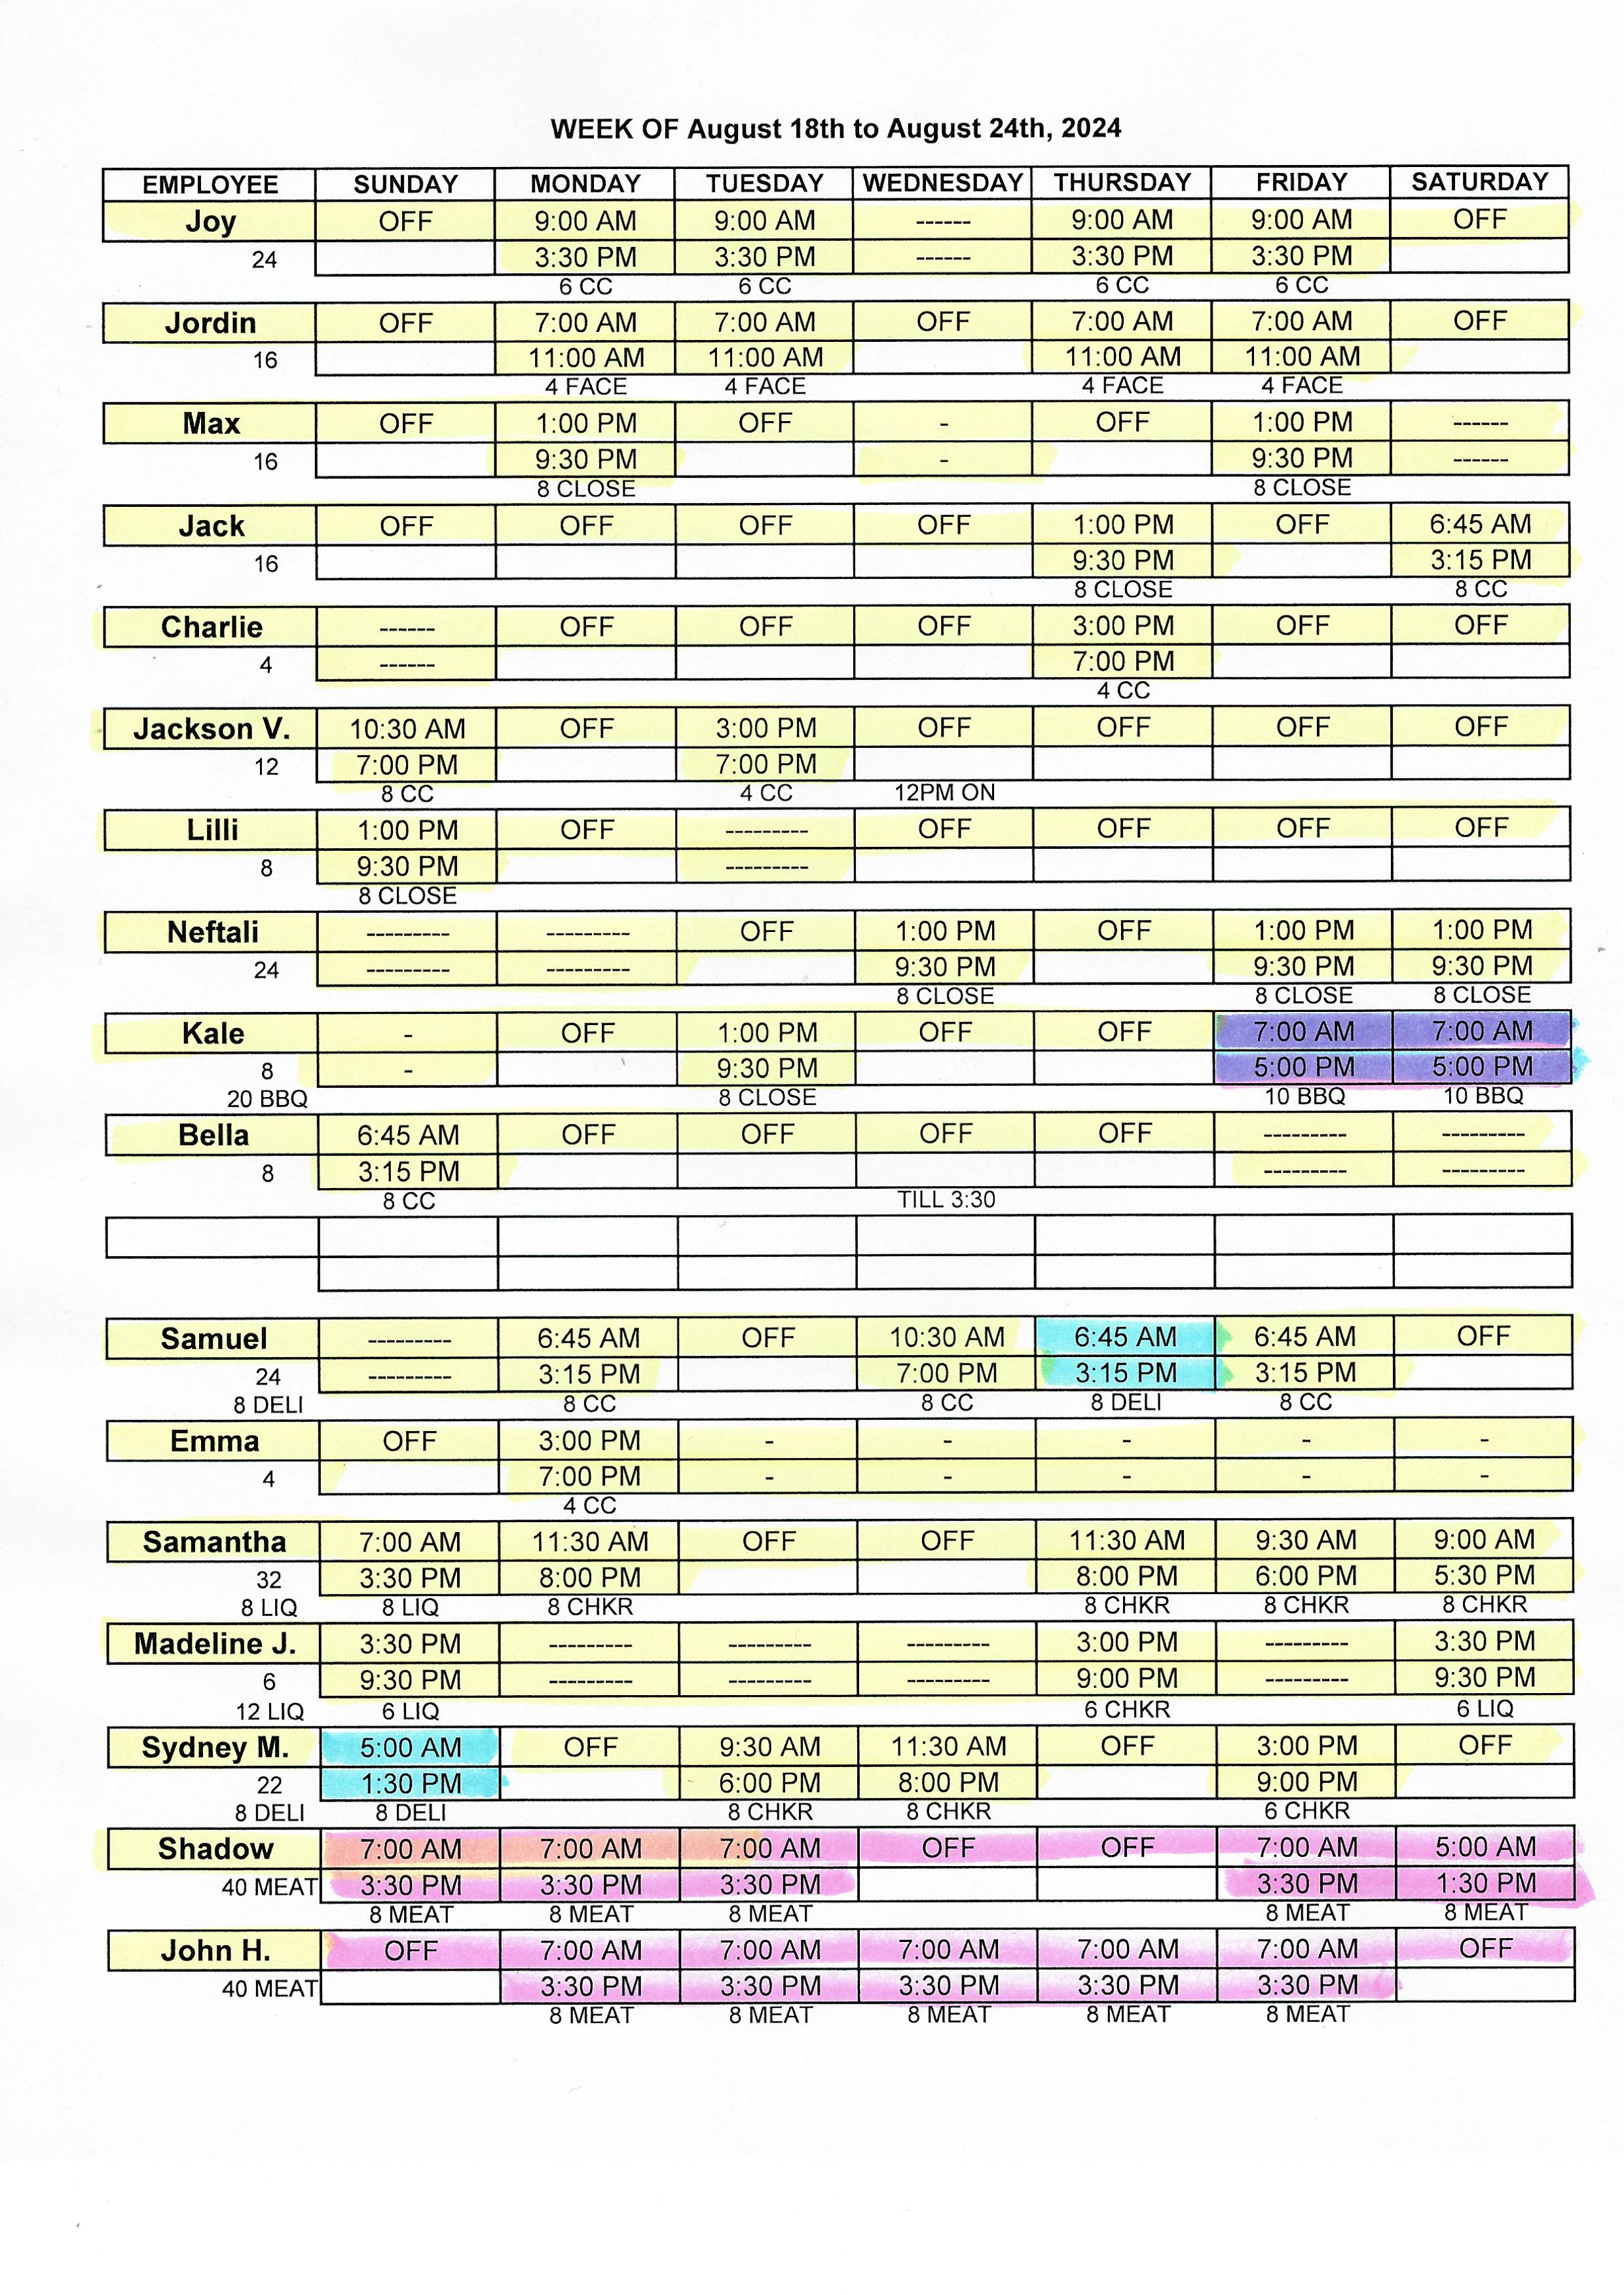 WEEK OF August 18th to August 24th, 2024
EMPLOYEE SUNDAY MONDAY TUESDAY WEDNESDAY THURSDAY FRIDAY SATURDAY
Joy OFF 9:00 AM 9:00 AM ------ 9:00 AM 9:00 AM OFF
24 3:30 PM 3:30 PM ------ 3:30 PM 3:30 PM
6 CC 6 CC 6 CC 6 CC
Jordin OFF 7:00 AM 7:00 AM OFF 7:00 AM 7:00 AM OFF
16 11:00 AM 11:00 AM 11:00 AM 11:00 AM
4 FACE 4 FACE 4 FACE 4 FACE
Max OFF 1:00 PM OFF - OFF 1:00 PM ------
16 9:30 PM - 9:30 PM ------
8 CLOSE 8 CLOSE
Jack OFF OFF OFF OFF 1:00 PM OFF 6:45 AM
16 9:30 PM 3:15 PM
8 CLOSE 8 CC
Charlie ------ OFF OFF OFF 3:00 PM OFF OFF
4 ------ 7:00 PM
4 CC
Jackson V. 10:30 AM OFF 3:00 PM OFF OFF OFF OFF
12 7:00 PM 7:00 PM
8 CC 4 CC 12PM ON
Lilli 1:00 PM OFF --------- OFF OFF OFF OFF
8 9:30 PM ---------
8 CLOSE
Neftali --------- --------- OFF 1:00 PM OFF 1:00 PM 1:00 PM
24 --------- --------- 9:30 PM 9:30 PM 9:30 PM
8 CLOSE 8 CLOSE 8 CLOSE
Kale - OFF 1:00 PM OFF OFF 7:00 AM 7:00 AM
8 - 9:30 PM 5:00 PM 5:00 PM
20 BBQ 8 CLOSE 10 BBQ 10 BBQ
Bella 6:45 AM OFF OFF OFF OFF --------- ---------
8 3:15 PM --------- ---------
8 CC TILL 3:30
Samuel --------- 6:45 AM OFF 10:30 AM 6:45 AM 6:45 AM OFF
24 --------- 3:15 PM 7:00 PM 3:15 PM 3:15 PM
8 DELI 8 CC 8 CC 8 DELI 8 CC
Emma OFF 3:00 PM - - - - -
4 7:00 PM - - - - -
4 CC
Samantha 7:00 AM 11:30 AM OFF OFF 11:30 AM 9:30 AM 9:00 AM
32 3:30 PM 8:00 PM 8:00 PM 6:00 PM 5:30 PM
8 LIQ 8 LIQ 8 CHKR 8 CHKR 8 CHKR 8 CHKR
Madeline J. 3:30 PM --------- --------- --------- 3:00 PM --------- 3:30 PM
6 9:30 PM --------- --------- --------- 9:00 PM --------- 9:30 PM
12 LIQ 6 LIQ 6 CHKR 6 LIQ
Sydney M. 5:00 AM OFF 9:30 AM 11:30 AM OFF 3:00 PM OFF
22 1:30 PM 6:00 PM 8:00 PM 9:00 PM
8 DELI 8 DELI 8 CHKR 8 CHKR 6 CHKR
Shadow 7:00 AM 7:00 AM 7:00 AM OFF OFF 7:00 AM 5:00 AM
40 MEAT 3:30 PM 3:30 PM 3:30 PM 3:30 PM 1:30 PM
8 MEAT 8 MEAT 8 MEAT 8 MEAT 8 MEAT
John H. OFF 7:00 AM 7:00 AM 7:00 AM 7:00 AM 7:00 AM OFF
40 MEAT 3:30 PM 3:30 PM 3:30 PM 3:30 PM 3:30 PM
8 MEAT 8 MEAT 8 MEAT 8 MEAT 8 MEAT